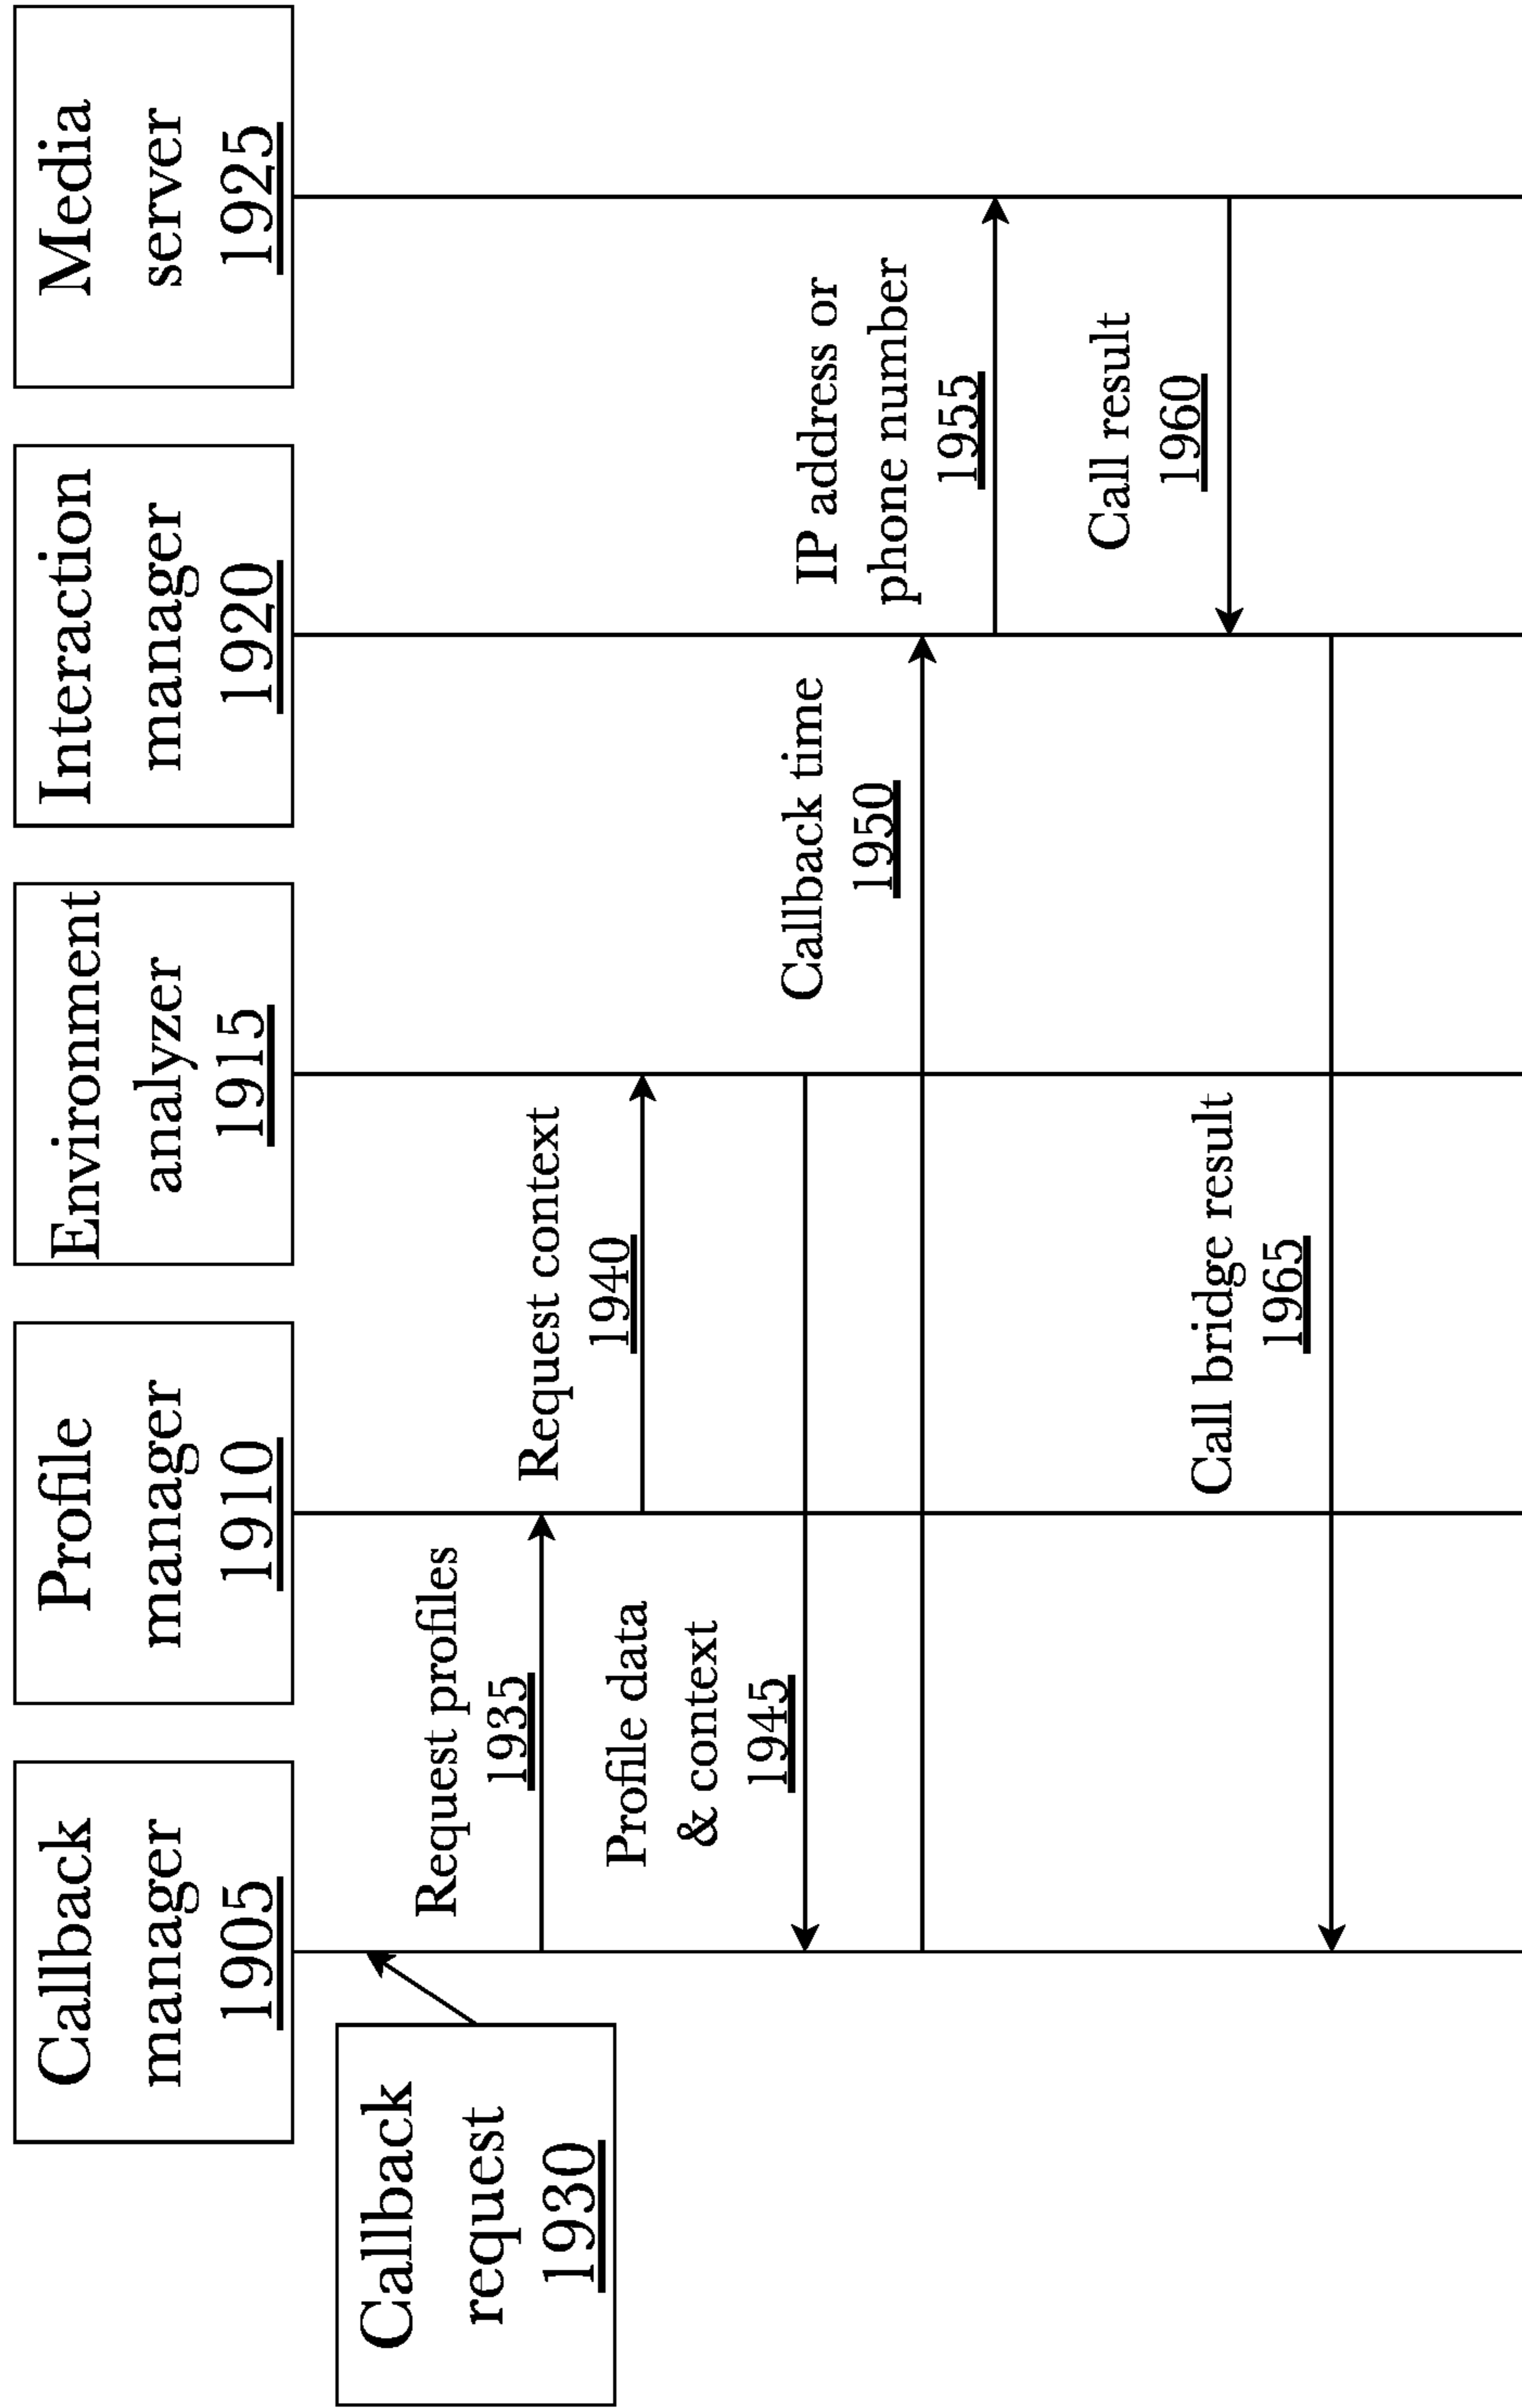 Callback
manager
1905
Profile
manager
1910
Environment
analyzer
1915
Interaction
manager
1920
Media
server
1925
Callback
request
1930
Request profiles
1935
Request context
1940
Profile data
& context
1945
Callback time
1950
IP address or
phone number
1955
Call result
1960
Call bridge result
1965